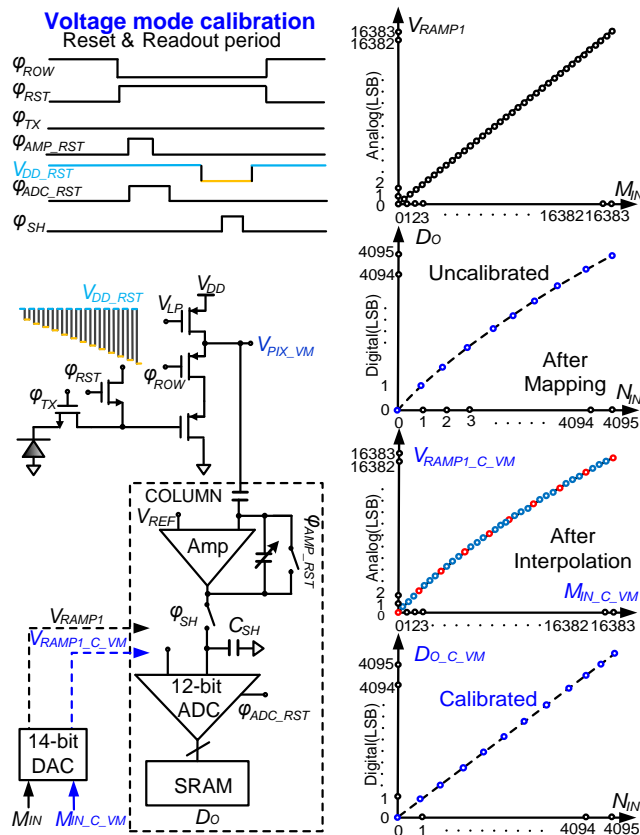 Voltage mode calibration
Reset & Readout period
φROW
φRST
φTX
φAMP_RST
VDD_RST
φADC_RST
φSH
VDD_RST
VDD
VLP
VPIX_VM
φROW
φRST
φTX
COLUMN
VREF
Amp
φAMP_RST
φSH
CSH
VRAMP1
VRAMP1_C_VM
12-bit
ADC
φADC_RST
14-bit
DAC
SRAM
MIN
MIN_C_VM
DO
VRAMP1
16383
16382
Analog(LSB)
2
1
0
0123 . . . . . . . . 16382 16383
MIN
DO
4095
4094
Uncalibrated
Digital(LSB)
After
Mapping
1
0
NIN
0 1 2 3 . . . . . . 4094 4095
VRAMP1_C_VM
16383
16382
Analog(LSB)
After
Interpolation
2
1
0
MIN_C_VM
0123 . . . . . . . . 16382 16383
DO_C_VM
4095
4094
Calibrated
Digital(LSB)
1
0
NIN
0 1 . . . . . . . . 4094 4095